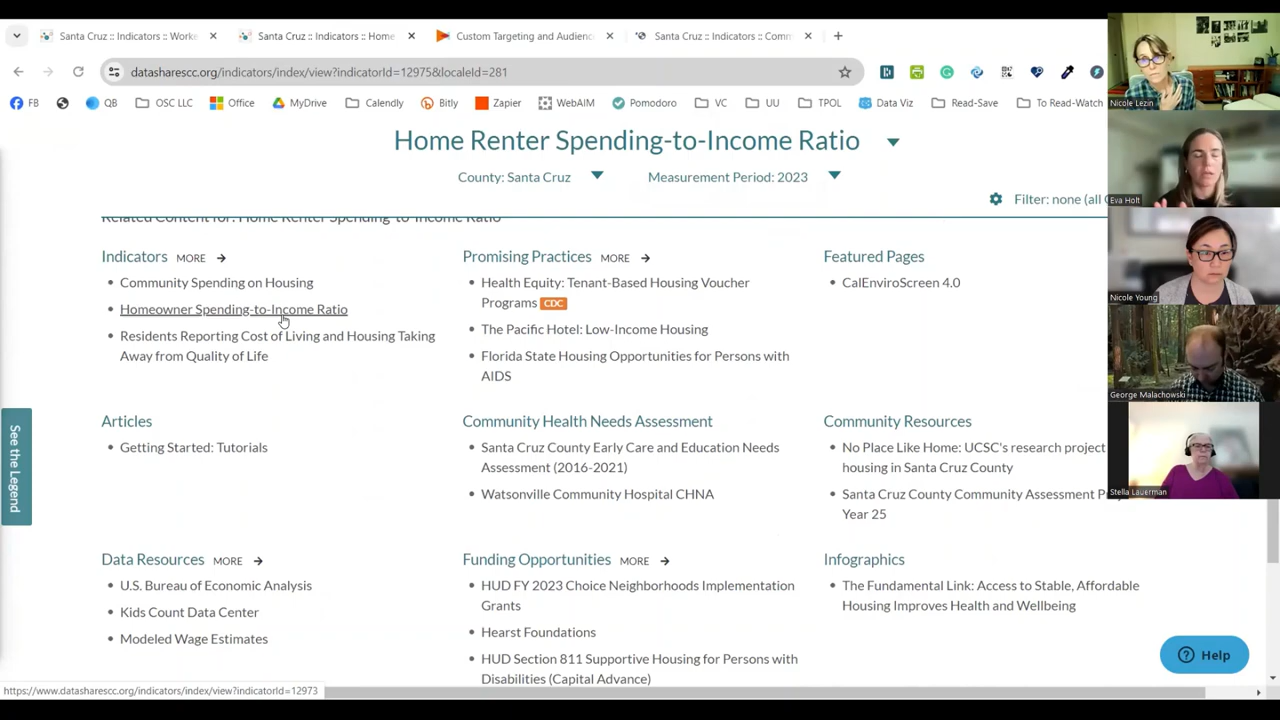 Santa Cruz :: Indicators :: Worke
Santa Cruz :: Indicators :: Home
Custom Targeting and Audienc
Santa Cruz :: Indicators :: Comm
datasharescc.org/indicators/index/view?indicatorId=12975&localeId=281
FB
QB
OSC LLC
Office
MyDrive
Calendly
Bitly
Zapier
WebAIM
Pomodoro
VC
UU
TPOL
Data Viz
Read-Save
To Read-Watch
Home Renter Spending-to-Income Ratio
County: Santa Cruz
Measurement Period: 2023
Filter: none (all
Related Content for: Home Renter Spending-to-Income Ratio
Indicators MORE
Community Spending on Housing
Homeowner Spending-to-Income Ratio
Residents Reporting Cost of Living and Housing Taking
Away from Quality of Life
Promising Practices MORE
Health Equity: Tenant-Based Housing Voucher
Programs CDC
The Pacific Hotel: Low-Income Housing
Florida State Housing Opportunities for Persons with
AIDS
Featured Pages
CalEnviroScreen 4.0
Articles
Getting Started: Tutorials
Community Health Needs Assessment
Santa Cruz County Early Care and Education Needs
Assessment (2016-2021)
Watsonville Community Hospital CHNA
Community Resources
No Place Like Home: UCSC's research project
housing in Santa Cruz County
Santa Cruz County Community Assessment P
Year 25
Data Resources MORE
U.S. Bureau of Economic Analysis
Kids Count Data Center
Modeled Wage Estimates
Funding Opportunities MORE
HUD FY 2023 Choice Neighborhoods Implementation
Grants
Hearst Foundations
HUD Section 811 Supportive Housing for Persons with
Disabilities (Capital Advance)
Infographics
The Fundamental Link: Access to Stable, Affordable
Housing Improves Health and Wellbeing
See the Legend
Help
https://www.datasharescc.org/indicators/index/view?indicatorId=12973
Nicole Lezin
Eva Holt
Nicole Young
George Malachowski
Stella Lauerman